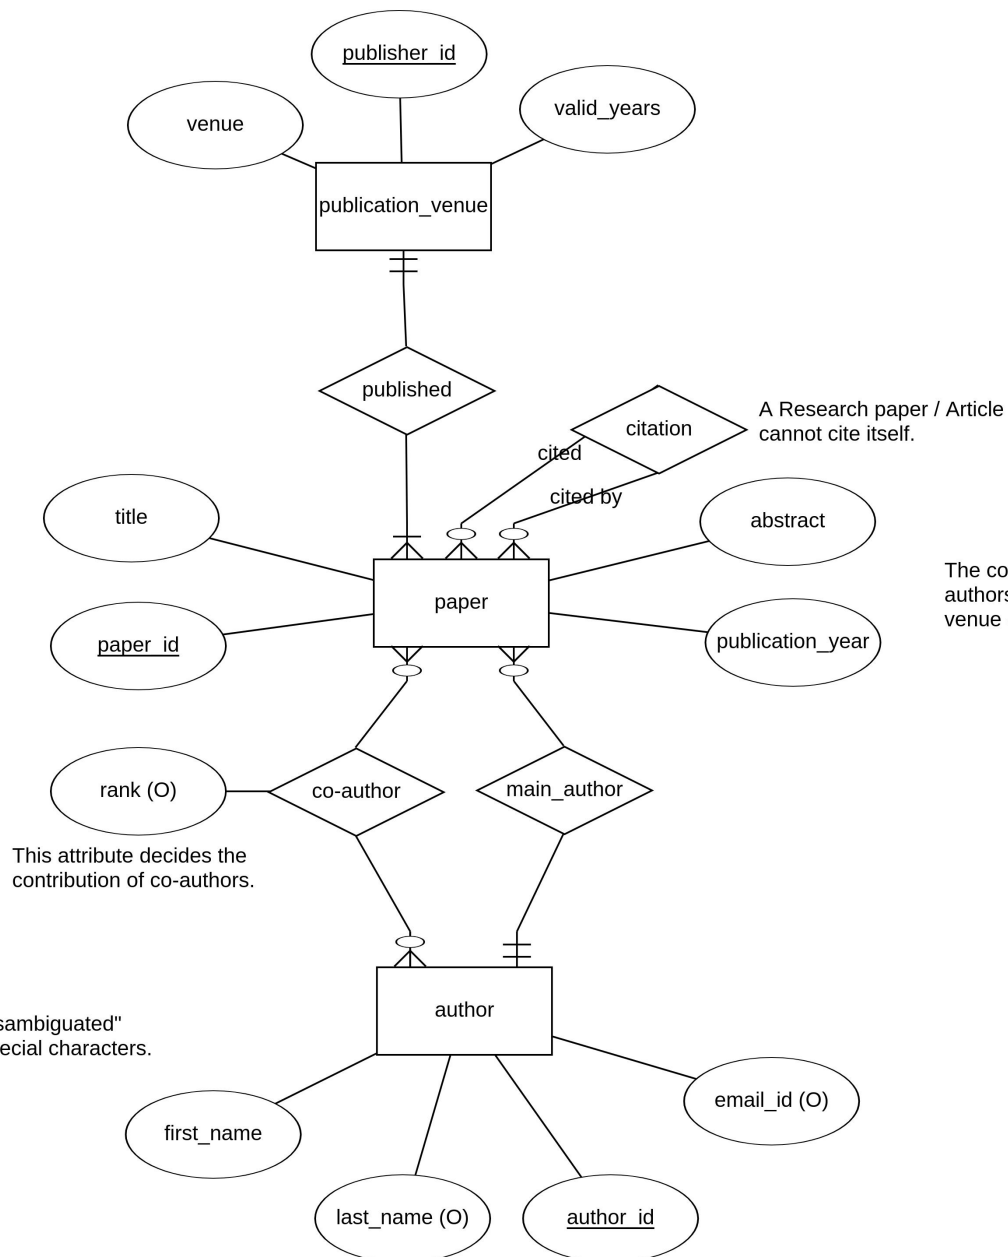 publisher_id
venue
valid_years
publication_venue
published
citation
A Research paper / Article
cannot cite itself.
cited
cited by
title
abstract
The co
authors
venue
paper
paper_id
publication_year
rank (O)
co-author
main_author
This attribute decides the
contribution of co-authors.
author
sambiguated"
ecial characters.
first_name
email_id (O)
last_name (O)
author_id